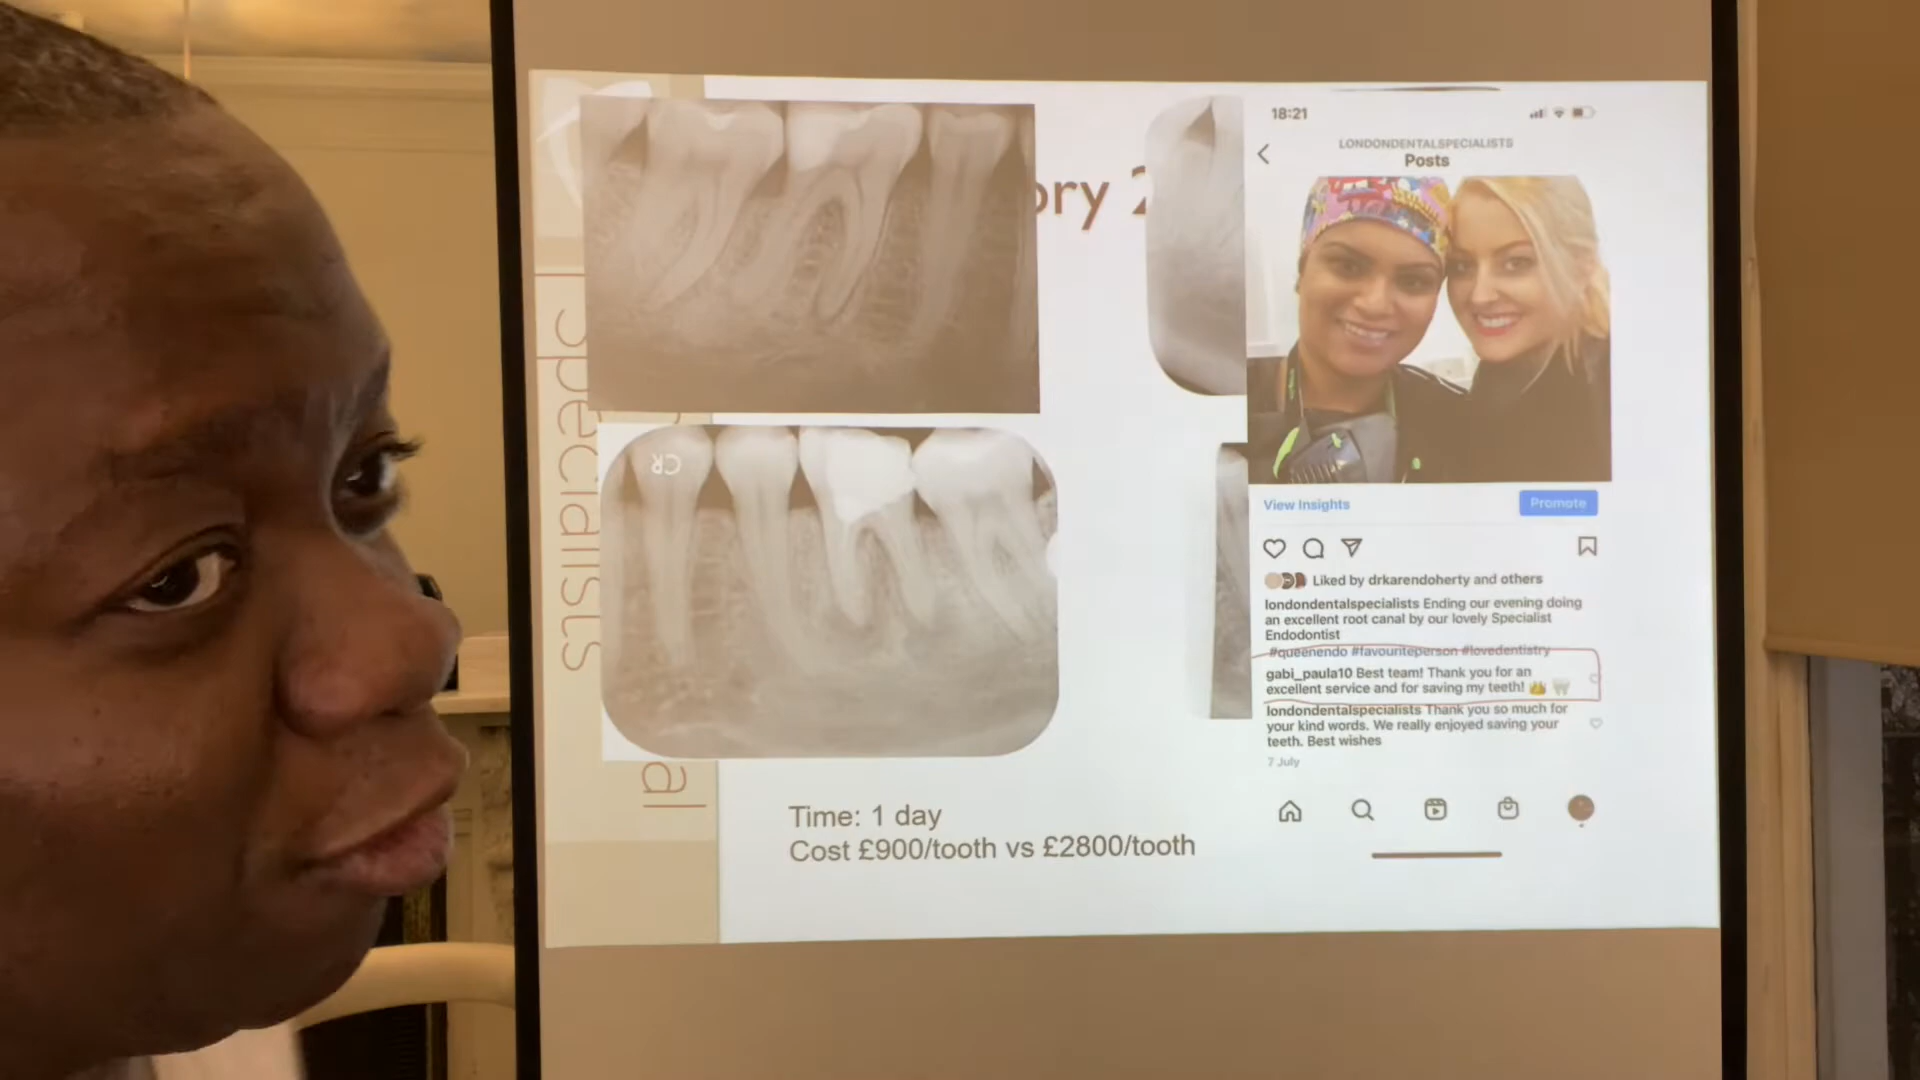 ory 2
Specialists
al
CR
Time: 1 day
Cost £900/tooth vs £2800/tooth
18:21
LONDONDENTALSPECIALISTS
Posts
View Insights
Promote
Liked by drkarendoherty and others
londondentalspecialists Ending our evening doing
an excellent root canal by our lovely Specialist
Endodontist
#queenendo #favouriteperson #lovedentistry
gabi_paula10 Best team! Thank you for an
excellent service and for saving my teeth! 👑 🦷
londondentalspecialists Thank you so much for
your kind words. We really enjoyed saving your
teeth. Best wishes
7 July